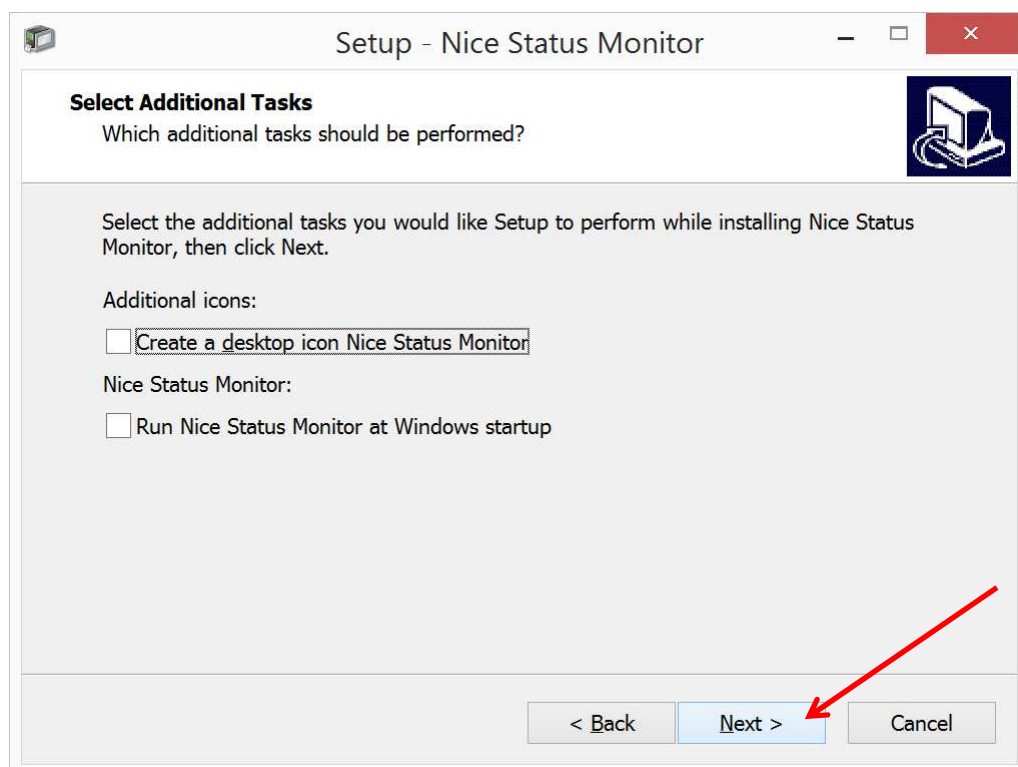 Setup - Nice Status Monitor
Select Additional Tasks
Which additional tasks should be performed?
Select the additional tasks you would like Setup to perform while installing Nice Status
Monitor, then click Next.
Additional icons:
Create a desktop icon Nice Status Monitor
Nice Status Monitor:
Run Nice Status Monitor at Windows startup
< Back
Next >
Cancel